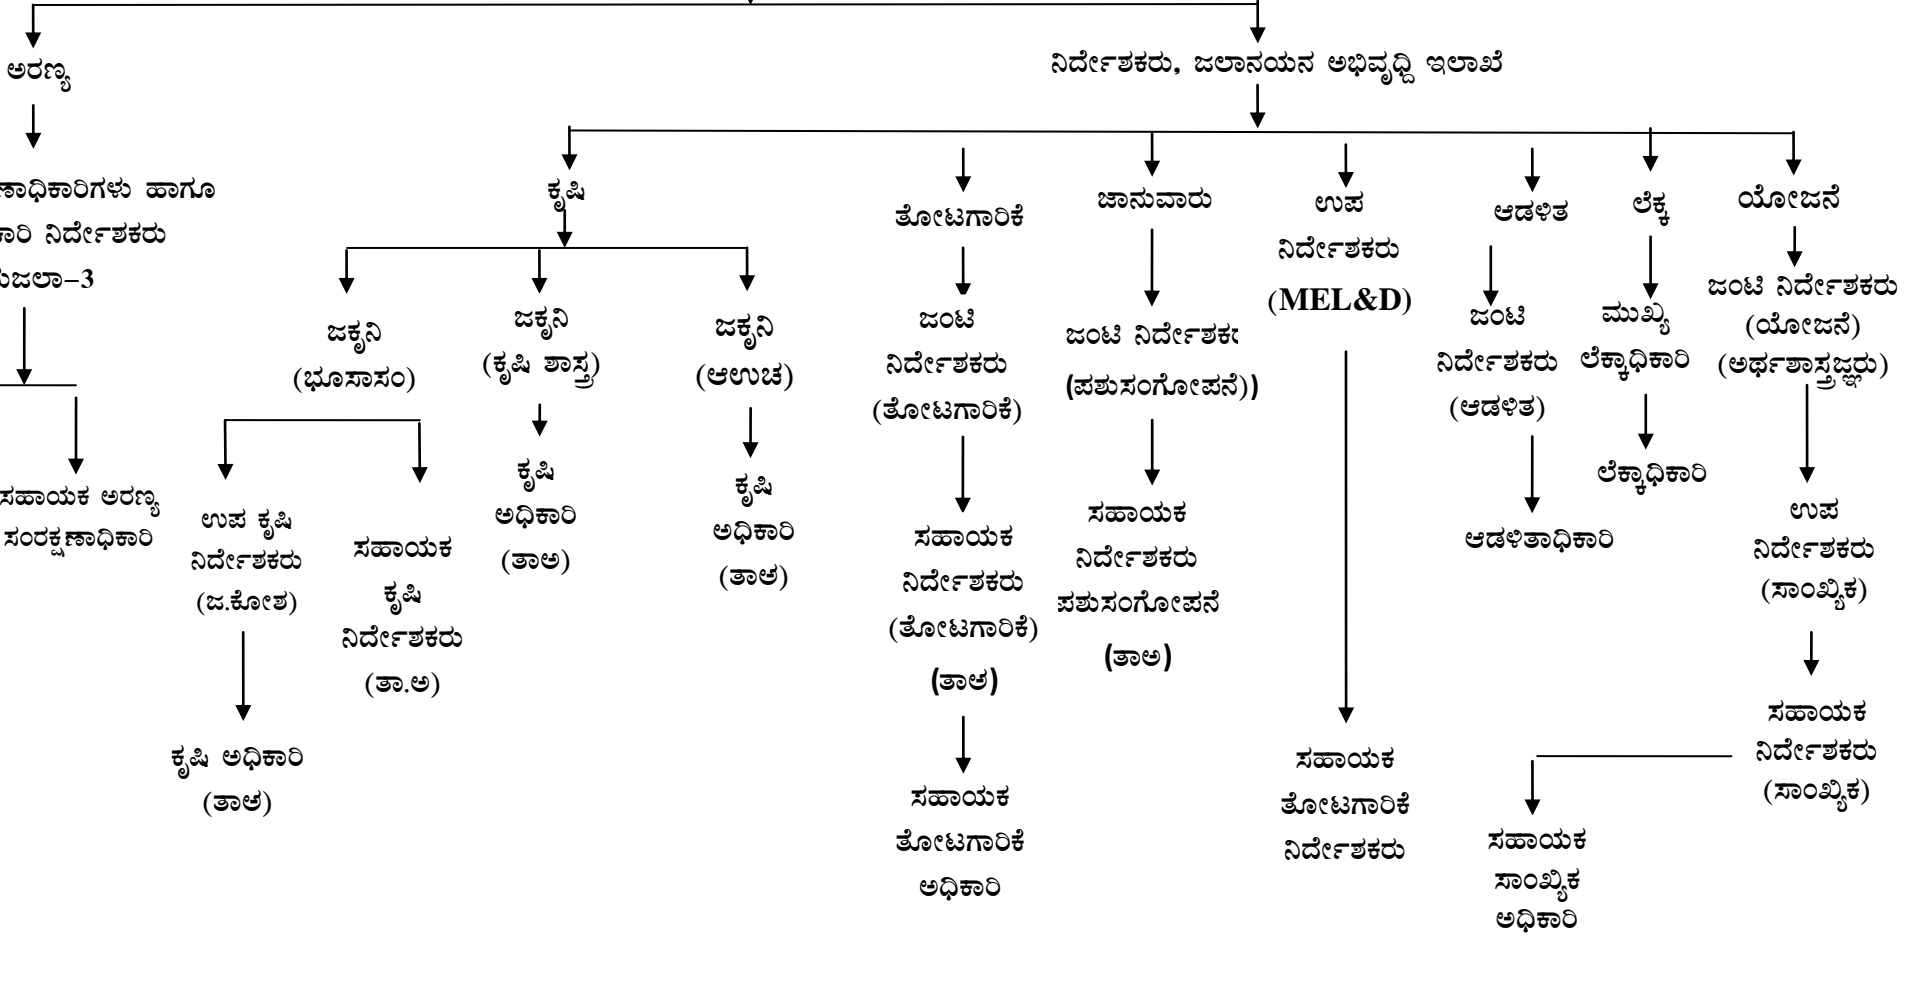 ಅರಣ್ಯ
ನಿರ್ದೇಶಕರು, ಜಲಾನಯನ ಅಭಿವೃಧ್ದಿ ಇಲಾಖೆ
ಹಾಗೂ
ನಿರ್ದೇಶಕರು
ಸಹಾಯಕ ಅರಣ್ಯ
ಸಂರಕ್ಷಣಾಧಿಕಾರಿ
ಕೃಷಿ
ಜಕೃನಿ
(ಭೂಸಾಸಂ)
ಉಪ ಕೃಷಿ
ನಿರ್ದೇಶಕರು
(ಜ.ಕೋಶ)
ಕೃಷಿ ಅಧಿಕಾರಿ
(ತಾಅ)
ಸಹಾಯಕ
ಕೃಷಿ
ನಿರ್ದೇಶಕರು
(ತಾ.ಅ)
ಜಕೃನಿ
(ಕೃಷಿ ಶಾಸ್ತ್ರ)
ಕೃಷಿ
ಅಧಿಕಾರಿ
(ತಾಅ)
ಜಕೃನಿ
(ಆಉಚ)
ಕೃಷಿ
ಅಧಿಕಾರಿ
(ತಾಅ)
ತೋಟಗಾರಿಕೆ
ಜಂಟಿ
ನಿರ್ದೇಶಕರು
(ತೋಟಗಾರಿಕೆ)
ಸಹಾಯಕ
ನಿರ್ದೇಶಕರು
(ತೋಟಗಾರಿಕೆ)
(ತಾಅ)
ಸಹಾಯಕ
ತೋಟಗಾರಿಕೆ
ಅಧಿಕಾರಿ
ಜಾನುವಾರು
ಜಂಟಿ ನಿರ್ದೇಶಕರ
(ಪಶುಸಂಗೋಪನೆ))
ಸಹಾಯಕ
ನಿರ್ದೇಶಕರು
ಪಶುಸಂಗೋಪನೆ
(ತಾಅ)
ಉಪ
ನಿರ್ದೇಶಕರು
(MEL&D)
ಸಹಾಯಕ
ತೋಟಗಾರಿಕೆ
ನಿರ್ದೇಶಕರು
ಆಡಳಿತ
ಜಂಟಿ
ನಿರ್ದೇಶಕರು
(ಆಡಳಿತ)
ಆಡಳಿತಾಧಿಕಾರಿ
ಲೆಕ್ಕ
ಮುಖ್ಯ
ಲೆಕ್ಕಾಧಿಕಾರಿ
ಲೆಕ್ಕಾಧಿಕಾರಿ
ಯೋಜನೆ
ಜಂಟಿ ನಿರ್ದೇಶಕರು
(ಯೋಜನೆ)
(ಅರ್ಥಶಾಸ್ತ್ರಜ್ಞರು)
ಉಪ
ನಿರ್ದೇಶಕರು
(ಸಾಂಖ್ಯಿಕ)
ಸಹಾಯಕ
ನಿರ್ದೇಶಕರು
(ಸಾಂಖ್ಯಿಕ)
ಸಹಾಯಕ
ಸಾಂಖ್ಯಿಕ
ಅಧಿಕಾರಿ